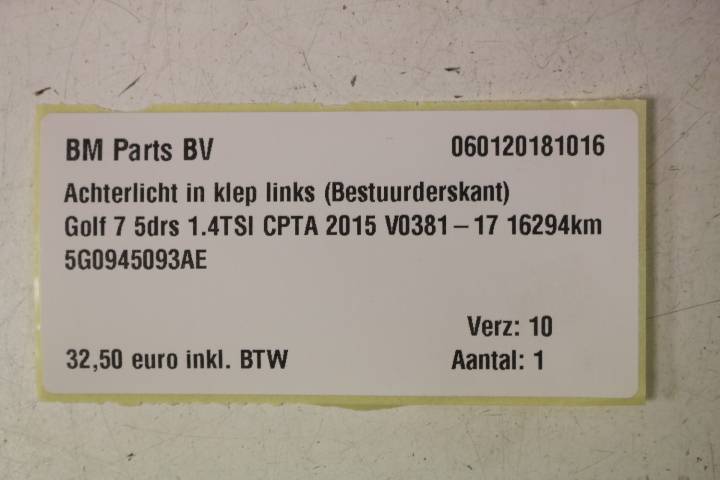 BM Parts BV 060120181016
Achterlicht in klep links (Bestuurderskant)
Golf 7 5drs 1.4TSI CPTA 2015 V0381-17 16294km
5G0945093AE
Verz: 10
32,50 euro inkl. BTW Aantal: 1